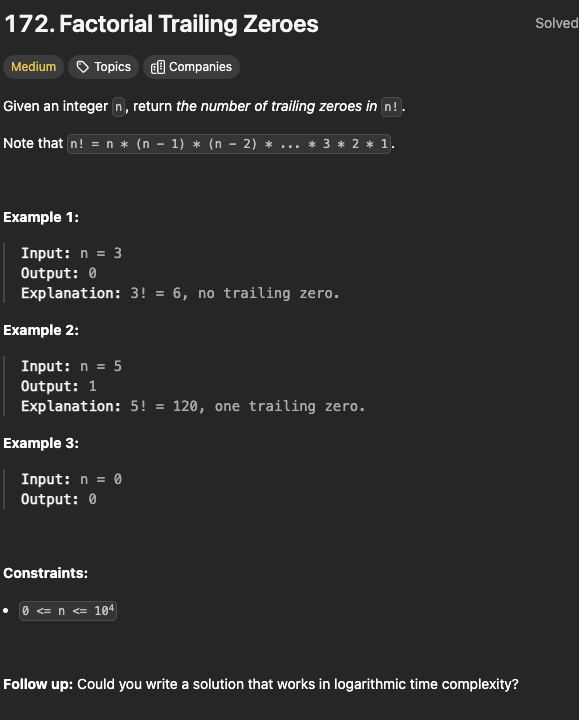 172. Factorial Trailing Zeroes
Solved
Medium Topics Companies
Given an integer n, return the number of trailing zeroes in n!.
Note that n! = n * (n - 1) * (n - 2) * ... * 3 * 2 * 1.
Example 1:
Input: n = 3
Output: 0
Explanation: 3! = 6, no trailing zero.
Example 2:
Input: n = 5
Output: 1
Explanation: 5! = 120, one trailing zero.
Example 3:
Input: n = 0
Output: 0
Constraints:
• 0 <= n <= 10⁴
Follow up: Could you write a solution that works in logarithmic time complexity?